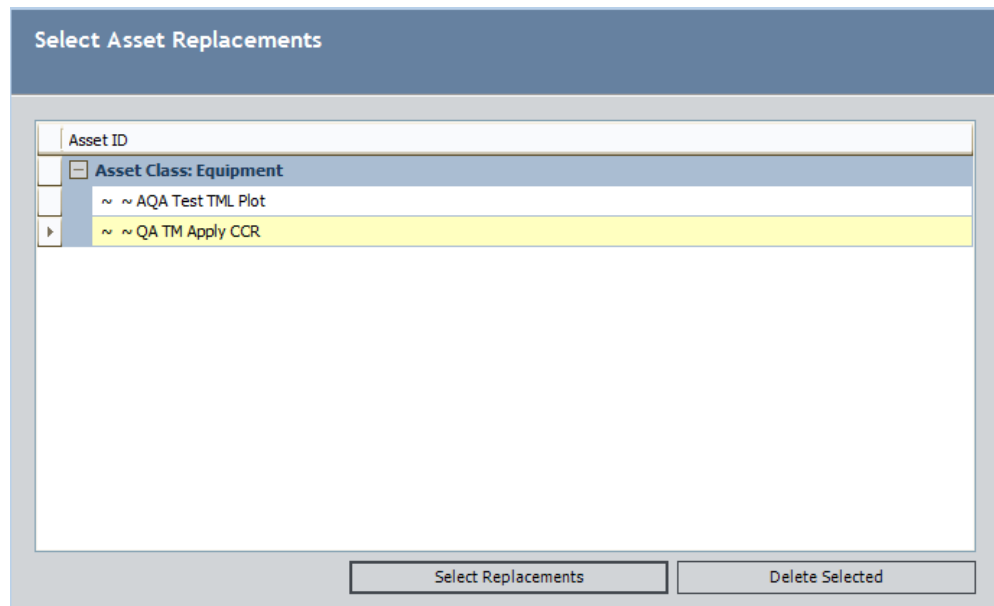 Select Asset Replacements
Asset ID
Asset Class: Equipment
~ ~ AQA Test TML Plot
~ ~ QA TM Apply CCR
Select Replacements
Delete Selected